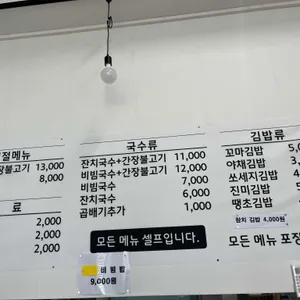 절메뉴
장불고기 13,000
8,000
료
2,000
2,000
2,000
국수류
잔치국수+간장불고기 11,000
비빔국수+간장불고기 12,000
비빔국수 7,000
잔치국수 6,000
곱빼기추가 1,000
모든 메뉴 셀프입니다.
비빔밥
9,000원
김밥류
꼬마김밥 5,0
야채김밥 3,
쏘세지김밥
진미김밥
땡초김밥
참치 김밥 4,000원
모든메뉴 포장